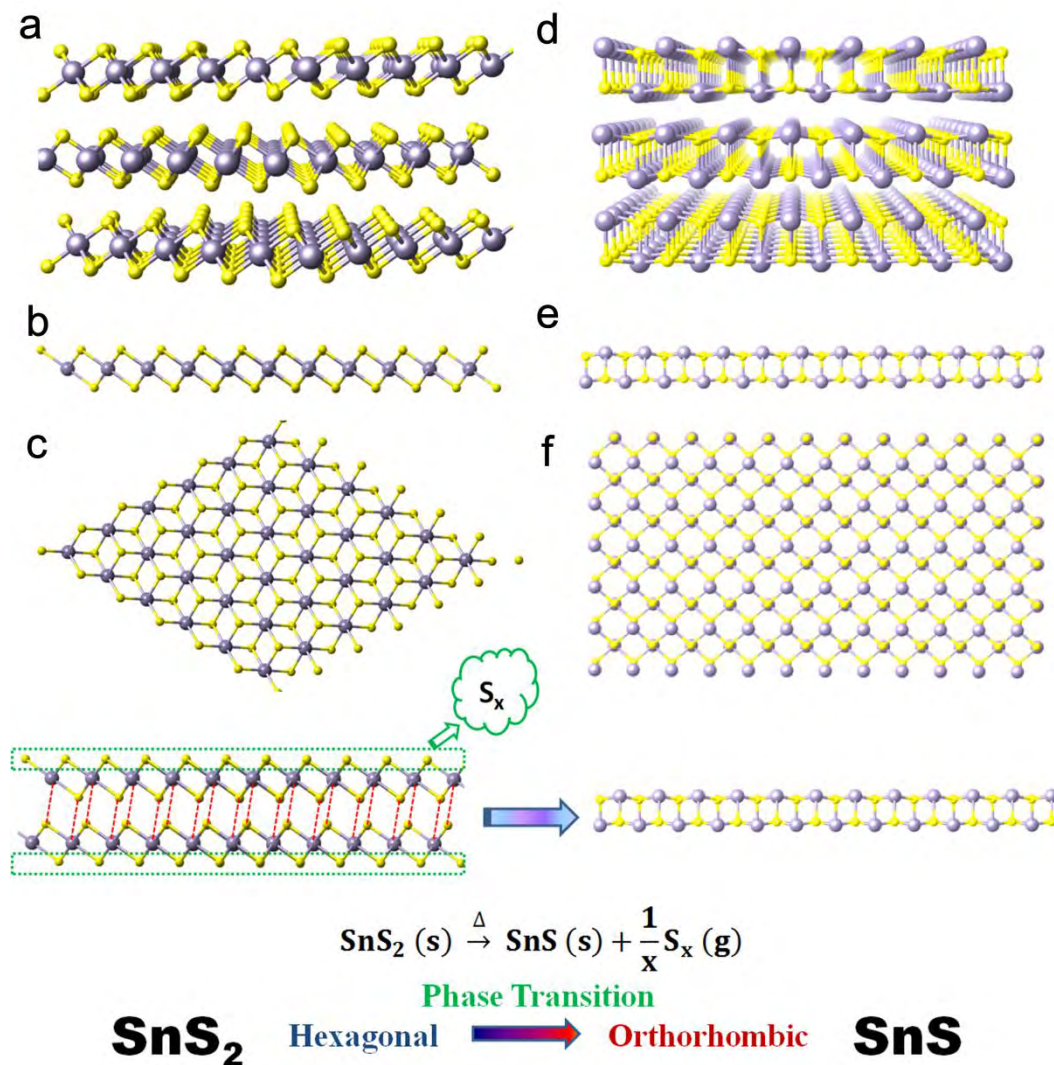 a
d
b
e
c
f
Sₓ
SnS₂ (s) →Δ SnS (s) + 1/x Sₓ (g)
Phase Transition
SnS₂ Hexagonal Orthorhombic SnS